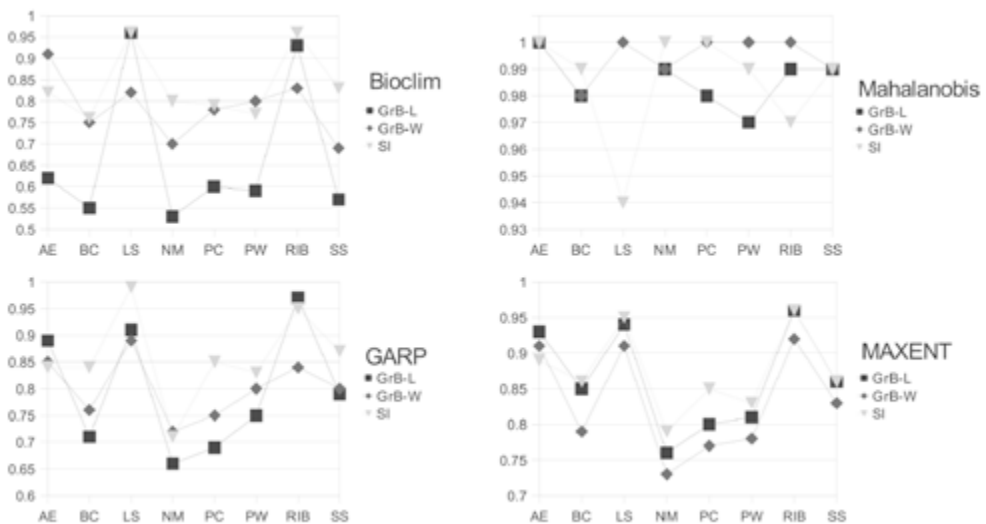 1
0.95
0.9
0.85
0.8
0.75
0.7
0.65
0.6
0.55
0.5
AE BC LS NM PC PW RIB SS
Bioclim
GrB-L
GrB-W
SI
1
0.99
0.98
0.97
0.96
0.95
0.94
0.93
AE BC LS NM PC PW RIB SS
Mahalanobis
GrB-L
GrB-W
SI
1
0.95
0.9
0.85
0.8
0.75
0.7
0.65
0.6
AE BC LS NM PC PW RIB SS
GARP
GrB-L
GrB-W
SI
1
0.95
0.9
0.85
0.8
0.75
0.7
AE BC LS NM PC PW RIB SS
MAXENT
GrB-L
GrB-W
SI